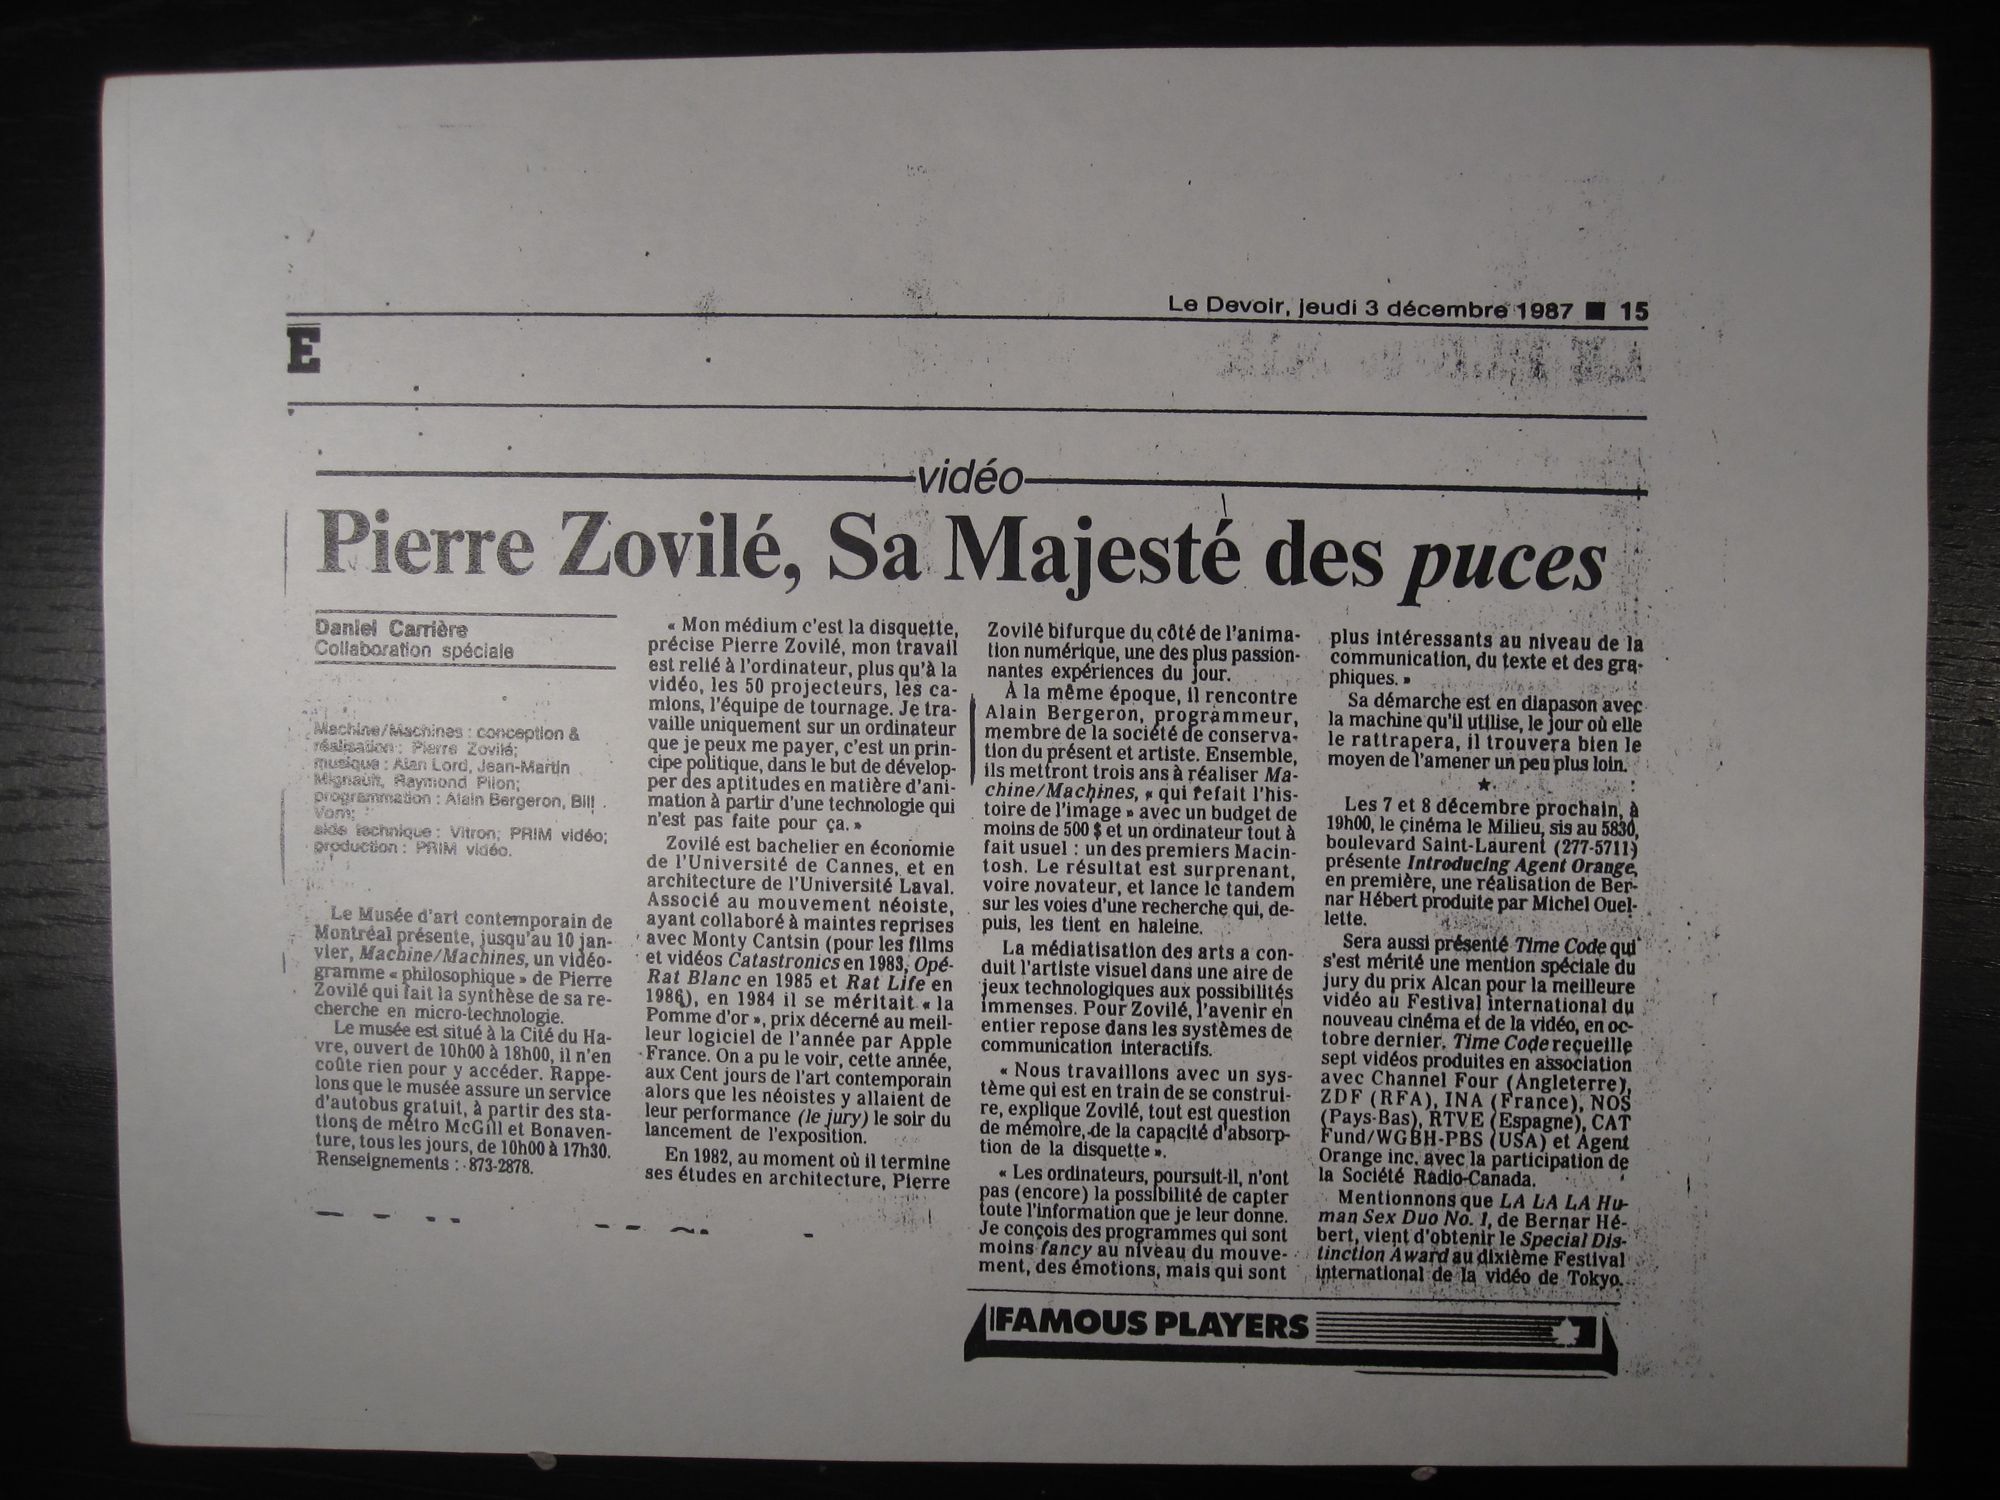 Le Devoir, jeudi 3 décembre 1987 ■ 15
E
vidéo
Pierre Zovilé, Sa Majesté des puces
Daniel Carrière
Collaboration spéciale
Machine/Machines : conception &
réalisation : Pierre Zovilé;
musique : Alan Lord, Jean-Martin
Mignault, Raymond Pilon;
programmation : Alain Bergeron, Bill
Vorn;
aide technique : Vitron; PRIM vidéo;
production : PRIM vidéo.
Le Musée d'art contemporain de
Montréal présente, jusqu'au 10 jan-
vier, Machine/Machines, un vidéo-
gramme « philosophique » de Pierre
Zovilé qui fait la synthèse de sa re-
cherche en micro-technologie.
Le musée est situé à la Cité du Ha-
vre, ouvert de 10h00 à 18h00, il n'en
coûte rien pour y accéder. Rappe-
lons que le musée assure un service
d'autobus gratuit, à partir des sta-
tions de métro McGill et Bonaven-
ture, tous les jours, de 10h00 à 17h30.
Renseignements : 873-2878.
« Mon médium c'est la disquette,
précise Pierre Zovilé, mon travail
est relié à l'ordinateur, plus qu'à la
vidéo, les 50 projecteurs, les ca-
mions, l'équipe de tournage. Je tra-
vaille uniquement sur un ordinateur
que je peux me payer, c'est un prin-
cipe politique, dans le but de dévelop-
per des aptitudes en matière d'ani-
mation à partir d'une technologie qui
n'est pas faite pour ça. »
Zovilé est bachelier en économie
de l'Université de Cannes, et en
architecture de l'Université Laval.
Associé au mouvement néoiste,
ayant collaboré à maintes reprises
avec Monty Cantsin (pour les films
et vidéos Catastronics en 1983, Opé-
Rat Blanc en 1985 et Rat Life en
1986), en 1984 il se méritait « la
Pomme d'or », prix décerné au meil-
leur logiciel de l'année par Apple
France. On a pu le voir, cette année,
aux Cent jours de l'art contemporain
alors que les néoistes y allaient de
leur performance (le jury) le soir du
lancement de l'exposition.
En 1982, au moment où il termine
ses études en architecture, Pierre
Zovilé bifurque du côté de l'anima-
tion numérique, une des plus passion-
nantes expériences du jour.
À la même époque, il rencontre
Alain Bergeron, programmeur,
membre de la société de conserva-
tion du présent et artiste. Ensemble,
ils mettront trois ans à réaliser Ma-
chine/Machines, « qui refait l'his-
toire de l'image » avec un budget de
moins de 500 $ et un ordinateur tout à
fait usuel : un des premiers Macin-
tosh. Le résultat est surprenant,
voire novateur, et lance le tandem
sur les voies d'une recherche qui, de-
puis, les tient en haleine.
La médiatisation des arts a con-
duit l'artiste visuel dans une aire de
jeux technologiques aux possibilités
immenses. Pour Zovilé, l'avenir en
entier repose dans les systèmes de
communication interactifs.
« Nous travaillons avec un sys-
tème qui est en train de se construi-
re, explique Zovilé, tout est question
de mémoire, de la capacité d'absorp-
tion de la disquette ».
« Les ordinateurs, poursuit-il, n'ont
pas (encore) la possibilité de capter
toute l'information que je leur donne.
Je conçois des programmes qui sont
moins fancy au niveau du mouve-
ment, des émotions, mais qui sont
plus intéressants au niveau de la
communication, du texte et des gra-
phiques. »
Sa démarche est en diapason avec
la machine qu'il utilise, le jour où elle
le rattrapera, il trouvera bien le
moyen de l'amener un peu plus loin.
★
Les 7 et 8 décembre prochain, à
19h00, le cinéma le Milieu, sis au 5830,
boulevard Saint-Laurent (277-5711)
présente Introducing Agent Orange,
en première, une réalisation de Ber-
nar Hébert produite par Michel Ouel-
lette.
Sera aussi présenté Time Code qui
s'est mérité une mention spéciale du
jury du prix Alcan pour la meilleure
vidéo au Festival international du
nouveau cinéma et de la vidéo, en oc-
tobre dernier. Time Code recueille
sept vidéos produites en association
avec Channel Four (Angleterre),
ZDF (RFA), INA (France), NOS
(Pays-Bas), RTVE (Espagne), CAT
Fund/WGBH-PBS (USA) et Agent
Orange inc. avec la participation de
la Société Radio-Canada.
Mentionnons que LA LA LA Hu-
man Sex Duo No. 1, de Bernar Hé-
bert, vient d'obtenir le Special Dis-
tinction Award au dixième Festival
international de la vidéo de Tokyo.
FAMOUS PLAYERS